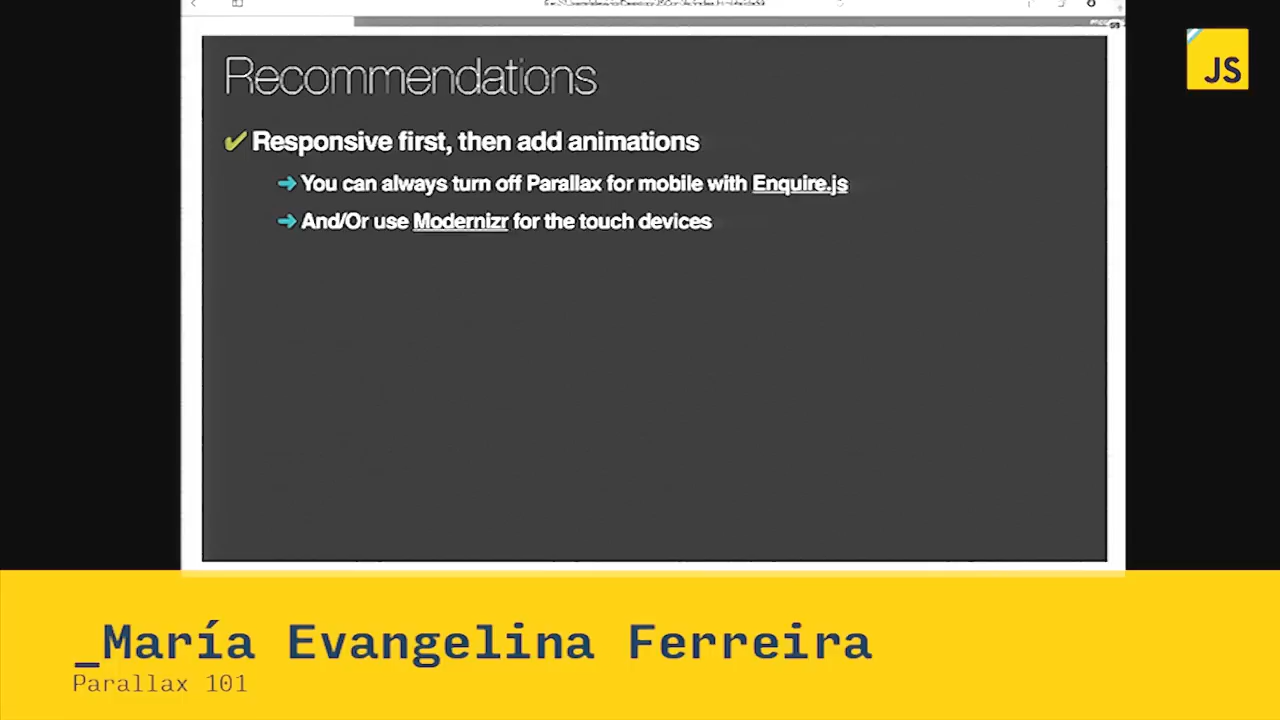 JS
Recommendations
✔ Responsive first, then add animations
➜ You can always turn off Parallax for mobile with Enquire.js
➜ And/Or use Modernizr for the touch devices
_María Evangelina Ferreira
Parallax 101